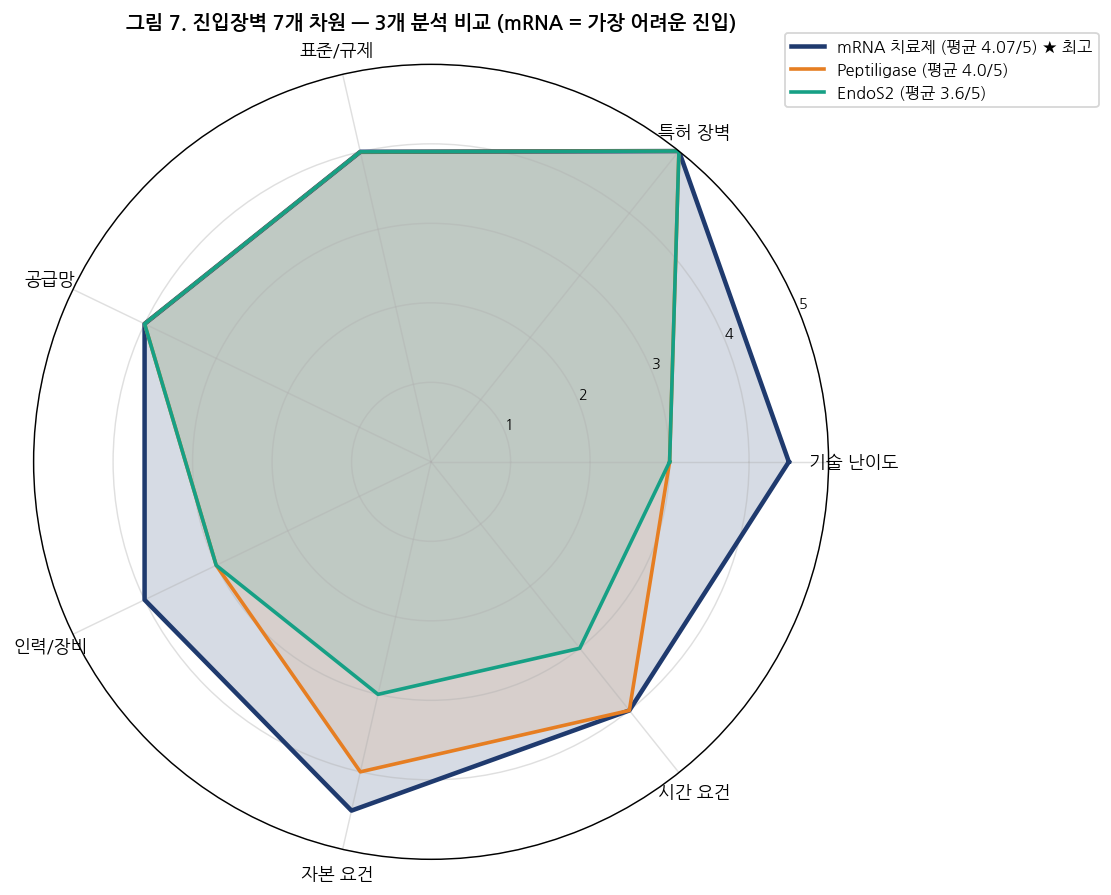 그림 7. 진입장벽 7개 차원 — 3개 분석 비교 (mRNA = 가장 어려운 진입)
mRNA 치료제 (평균 4.07/5) ★ 최고
Peptiligase (평균 4.0/5)
EndoS2 (평균 3.6/5)
표준/규제
특허 장벽
공급망
5
4
3
2
1
기술 난이도
인력/장비
시간 요건
자본 요건